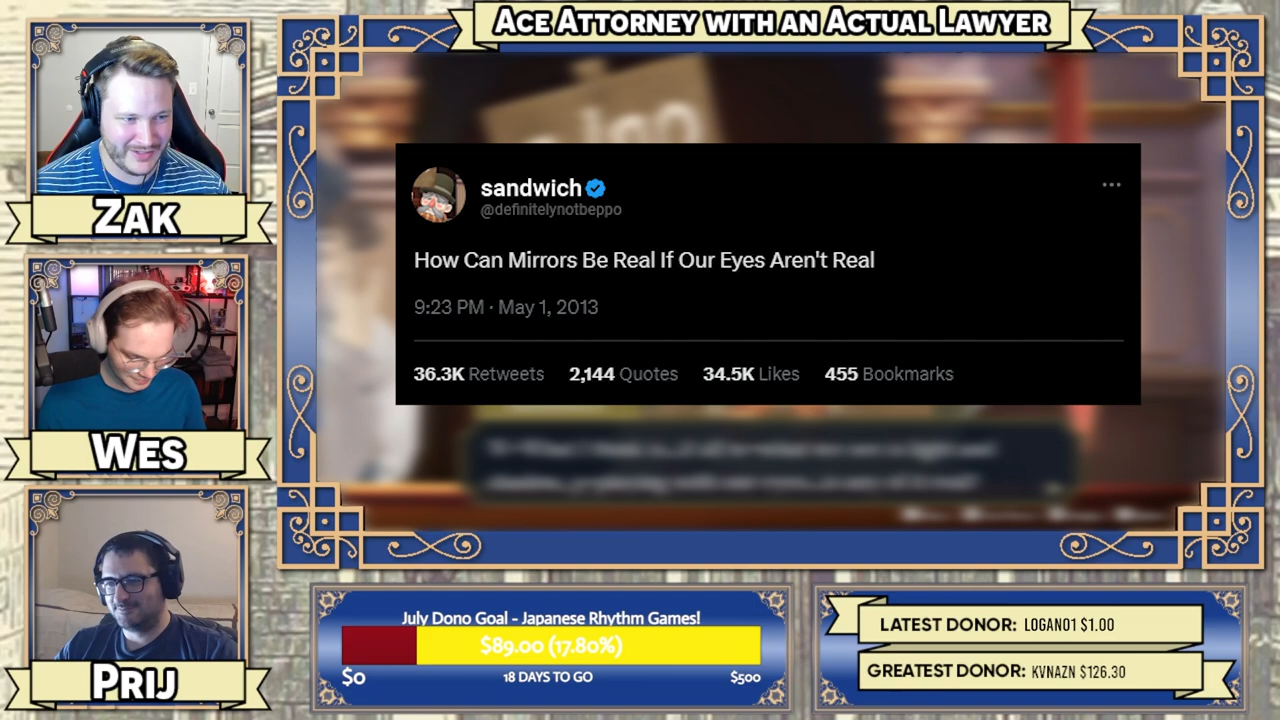 ACE ATTORNEY WITH AN ACTUAL LAWYER
ZAK
sandwich
@definitelynotbeppo
How Can Mirrors Be Real If Our Eyes Aren't Real
9:23 PM · May 1, 2013
36.3K Retweets 2,144 Quotes 34.5K Likes 455 Bookmarks
WES
PRIJ
July Dono Goal - Japanese Rhythm Games!
$89.00 (17.80%)
$0 18 DAYS TO GO $500
LATEST DONOR: LOGAN01 $1.00
GREATEST DONOR: KVNAZN $126.30